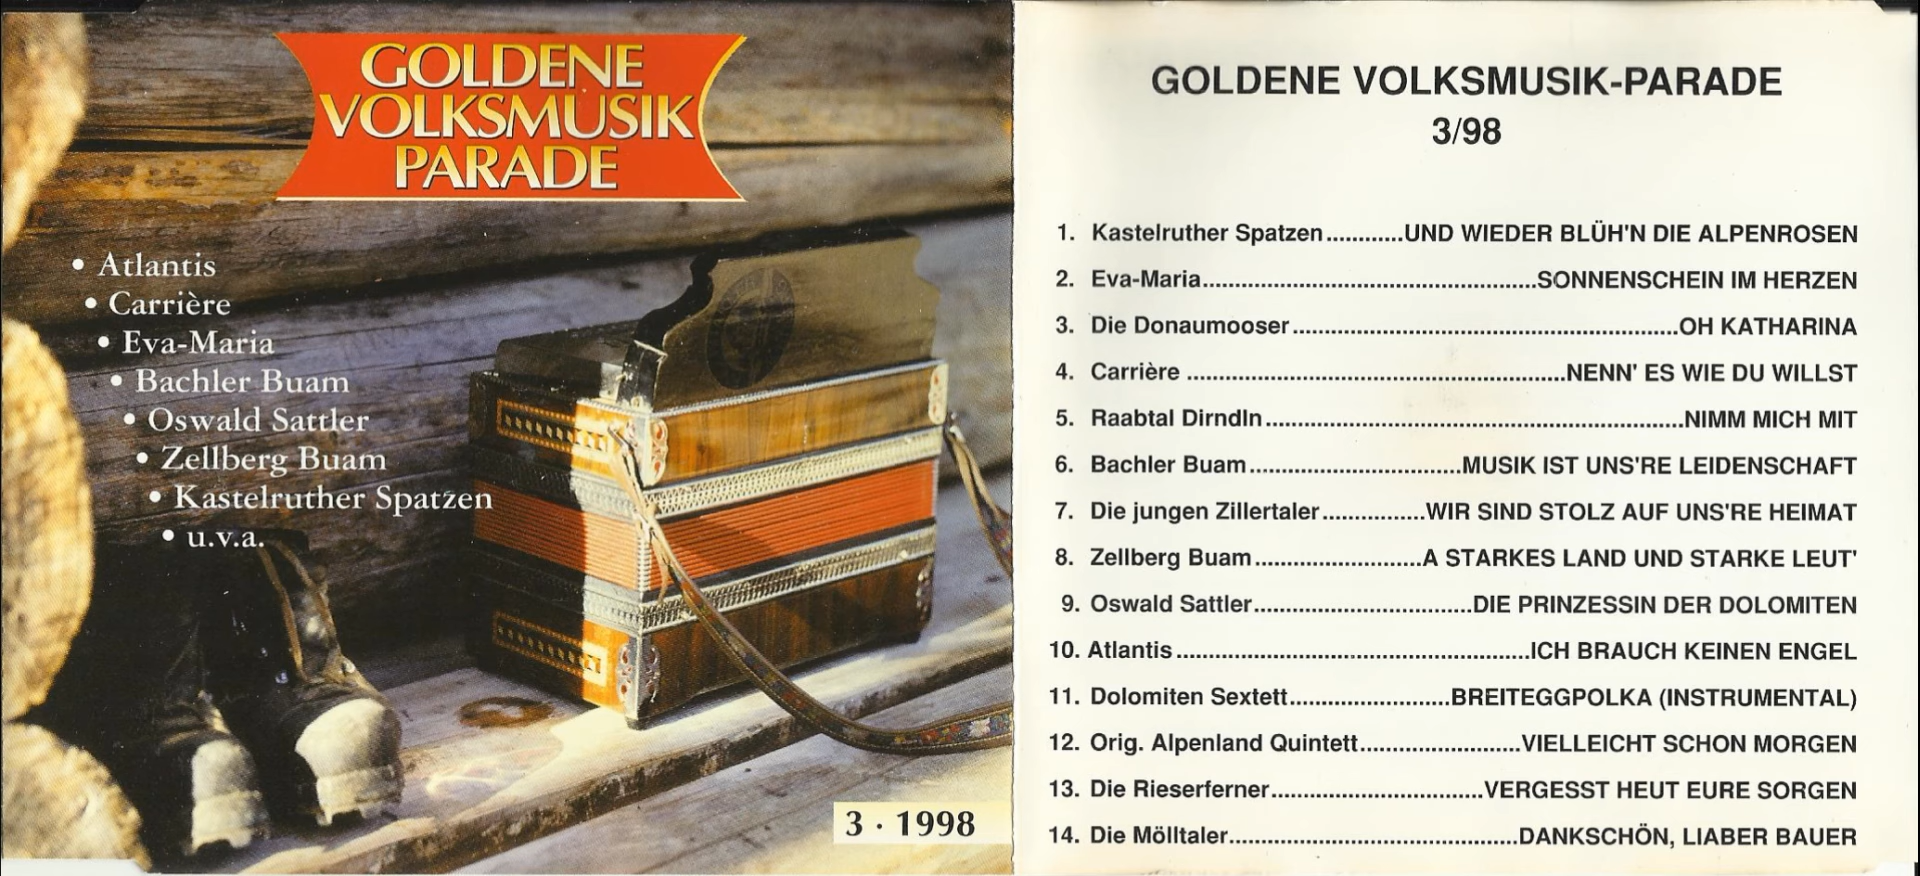 GOLDENE
VOLKSMUSIK
PARADE
• Atlantis
• Carrière
• Eva-Maria
• Bachler Buam
• Oswald Sattler
• Zellberg Buam
• Kastelruther Spatzen
• u.v.a.
3 · 1998
GOLDENE VOLKSMUSIK-PARADE
3/98
1. Kastelruther Spatzen............UND WIEDER BLÜH'N DIE ALPENROSEN
2. Eva-Maria....................................................SONNENSCHEIN IM HERZEN
3. Die Donaumooser............................................................OH KATHARINA
4. Carrière ...........................................................NENN' ES WIE DU WILLST
5. Raabtal Dirndln.................................................................NIMM MICH MIT
6. Bachler Buam.................................MUSIK IST UNS'RE LEIDENSCHAFT
7. Die jungen Zillertaler................WIR SIND STOLZ AUF UNS'RE HEIMAT
8. Zellberg Buam..........................A STARKES LAND UND STARKE LEUT'
9. Oswald Sattler..................................DIE PRINZESSIN DER DOLOMITEN
10. Atlantis.......................................................ICH BRAUCH KEINEN ENGEL
11. Dolomiten Sextett.........................BREITEGGPOLKA (INSTRUMENTAL)
12. Orig. Alpenland Quintett.........................VIELLEICHT SCHON MORGEN
13. Die Rieserferner.................................VERGESST HEUT EURE SORGEN
14. Die Mölltaler.............................................DANKSCHÖN, LIABER BAUER